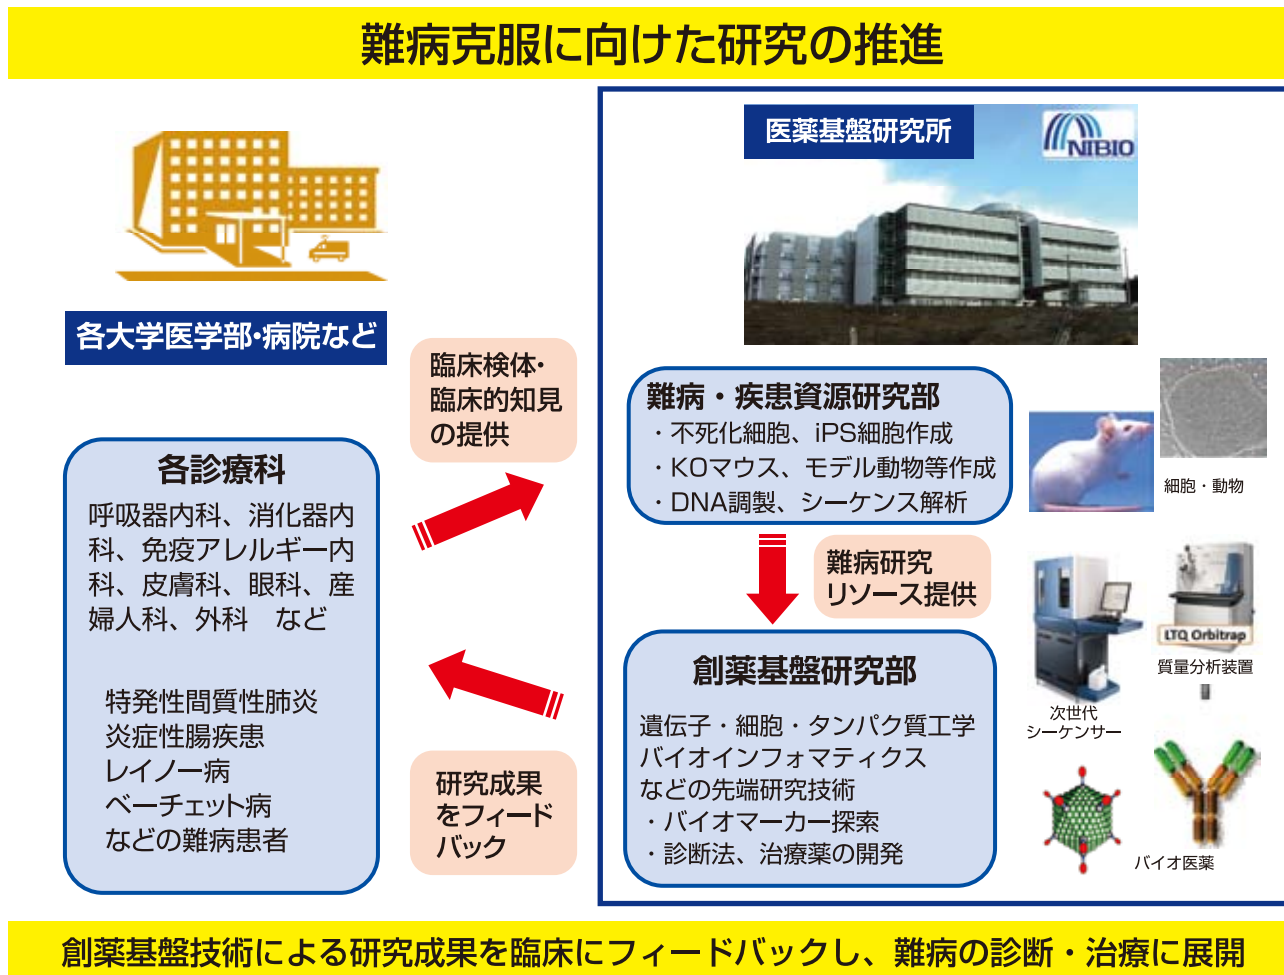 難病克服に向けた研究の推進
医薬基盤研究所
NIBIO
各大学医学部・病院など
臨床検体・
臨床的知見
の提供
各診療科
呼吸器内科、消化器内
科、免疫アレルギー内
科、皮膚科、眼科、産
婦人科、外科 など
特発性間質性肺炎
炎症性腸疾患
レイノー病
ベーチェット病
などの難病患者
研究成果
をフィード
バック
難病・疾患資源研究部
・不死化細胞、iPS細胞作成
・KOマウス、モデル動物等作成
・DNA調製、シーケンス解析
細胞・動物
難病研究
リソース提供
創薬基盤研究部
遺伝子・細胞・タンパク質工学
バイオインフォマティクス
などの先端研究技術
・バイオマーカー探索
・診断法、治療薬の開発
LTQ Orbitrap
質量分析装置
次世代
シーケンサー
バイオ医薬
創薬基盤技術による研究成果を臨床にフィードバックし、難病の診断・治療に展開